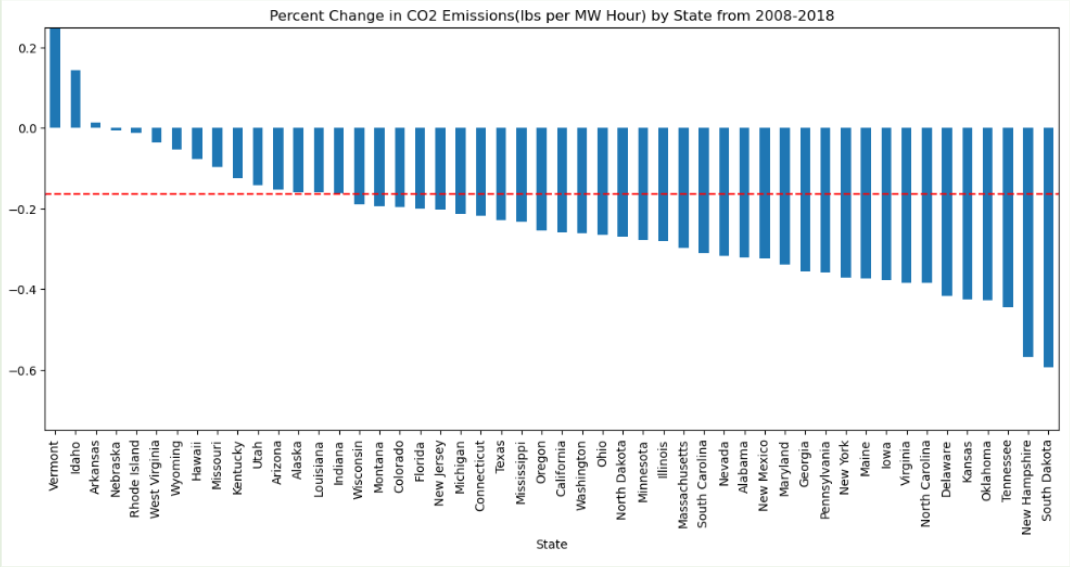 Percent Change in CO2 Emissions(lbs per MW Hour) by State from 2008-2018
0.2
0.0
−0.2
−0.4
−0.6
Vermont
Idaho
Arkansas
Nebraska
Rhode Island
West Virginia
Wyoming
Hawaii
Missouri
Kentucky
Utah
Arizona
Alaska
Louisiana
Indiana
Wisconsin
Montana
Colorado
Florida
New Jersey
Michigan
Connecticut
Texas
Mississippi
Oregon
California
Washington
Ohio
North Dakota
Minnesota
Illinois
Massachusetts
South Carolina
Nevada
Alabama
New Mexico
Maryland
Georgia
Pennsylvania
New York
Maine
Iowa
Virginia
North Carolina
Delaware
Kansas
Oklahoma
Tennessee
New Hampshire
South Dakota
State